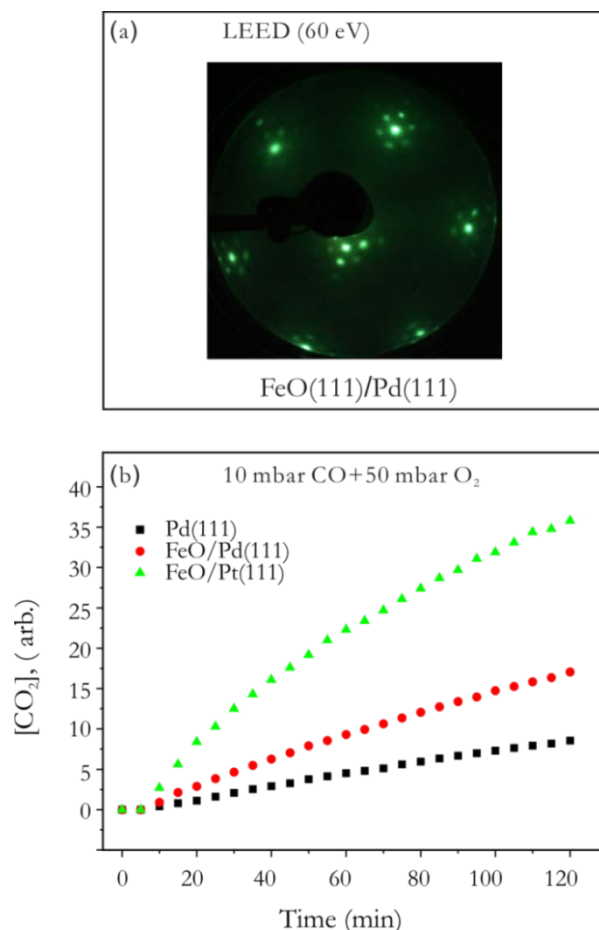 (a) LEED (60 eV)
FeO(111)/Pd(111)
(b) 10 mbar CO+50 mbar O₂
Pd(111)
FeO/Pd(111)
FeO/Pt(111)
[CO₂], ( arb.)
40
35
30
25
20
15
10
5
0
0 20 40 60 80 100 120
Time (min)